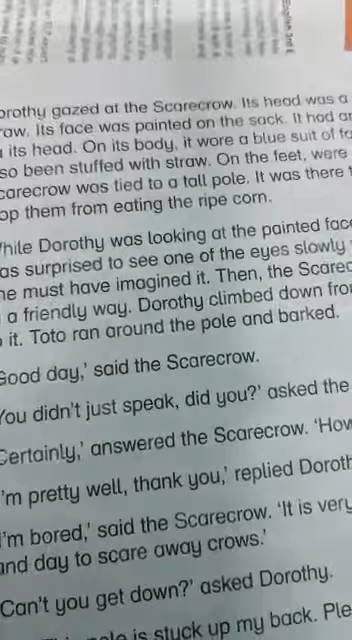 orothy gazed at the Scarecrow. Its head was a
raw. Its face was painted on the sack. It had an
its head. On its body, it wore a blue suit of fa
so been stuffed with straw. On the feet, were
carecrow was tied to a tall pole. It was there t
op them from eating the ripe corn.
While Dorothy was looking at the painted face
as surprised to see one of the eyes slowly
he must have imagined it. Then, the Scarec
a friendly way. Dorothy climbed down fro
it. Toto ran around the pole and barked.
Good day,' said the Scarecrow.
You didn't just speak, did you?' asked the
Certainly,' answered the Scarecrow. 'How
I'm pretty well, thank you,' replied Doroth
I'm bored,' said the Scarecrow. 'It is very
and day to scare away crows.'
Can't you get down?' asked Dorothy.
pole is stuck up my back. Ple